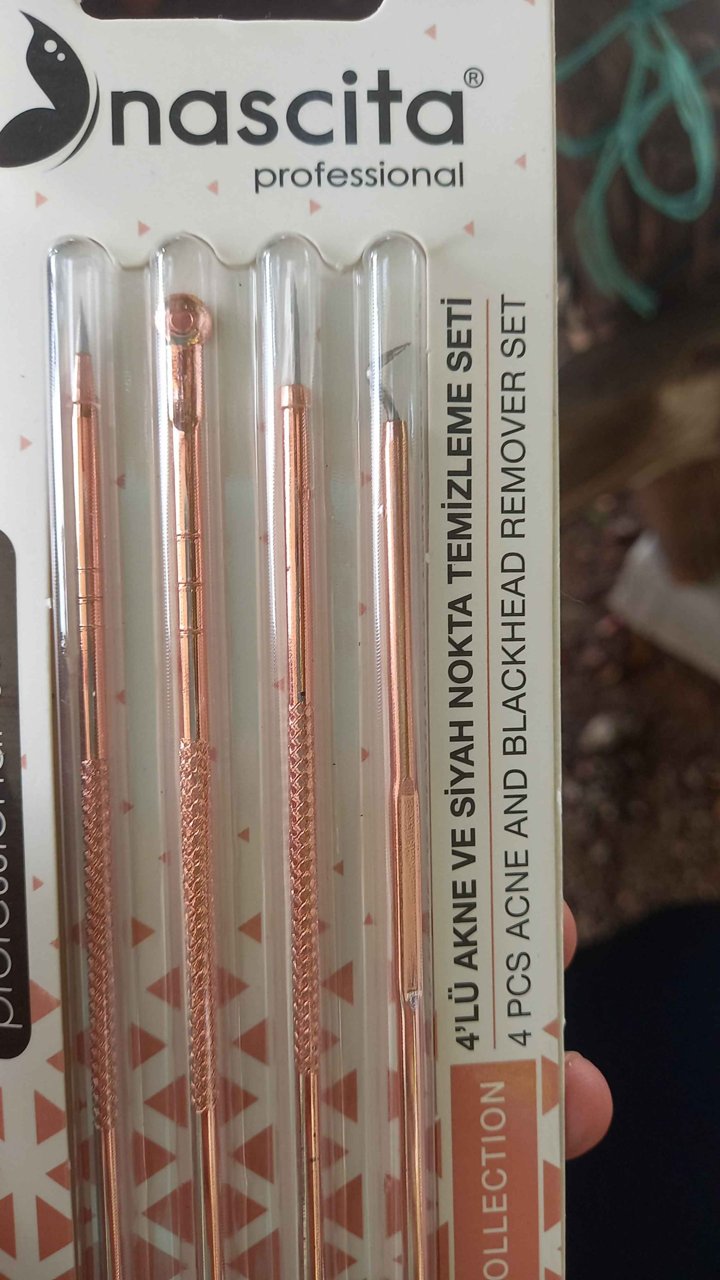 nascita®
professional
4'LÜ AKNE VE SİYAH NOKTA TEMİZLEME SETİ
4 PCS ACNE AND BLACKHEAD REMOVER SET